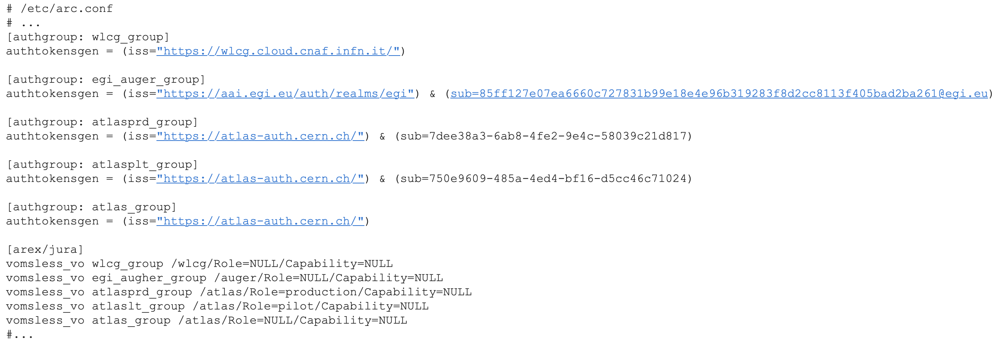 # /etc/arc.conf
# ...
[authgroup: wlcg_group]
authtokensgen = (iss="https://wlcg.cloud.cnaf.infn.it/")
[authgroup: egi_auger_group]
authtokensgen = (iss="https://aai.egi.eu/auth/realms/egi") & (sub=85ff127e07ea6660c727831b99e18e4e96b319283f8d2cc8113f405bad2ba261@egi.eu)
[authgroup: atlasprd_group]
authtokensgen = (iss="https://atlas-auth.cern.ch/") & (sub=7dee38a3-6ab8-4fe2-9e4c-58039c21d817)
[authgroup: atlasplt_group]
authtokensgen = (iss="https://atlas-auth.cern.ch/") & (sub=750e9609-485a-4ed4-bf16-d5cc46c71024)
[authgroup: atlas_group]
authtokensgen = (iss="https://atlas-auth.cern.ch/")
[arex/jura]
vomsless_vo wlcg_group /wlcg/Role=NULL/Capability=NULL
vomsless_vo egi_augher_group /auger/Role=NULL/Capability=NULL
vomsless_vo atlasprd_group /atlas/Role=production/Capability=NULL
vomsless_vo atlaslt_group /atlas/Role=pilot/Capability=NULL
vomsless_vo atlas_group /atlas/Role=NULL/Capability=NULL
#...